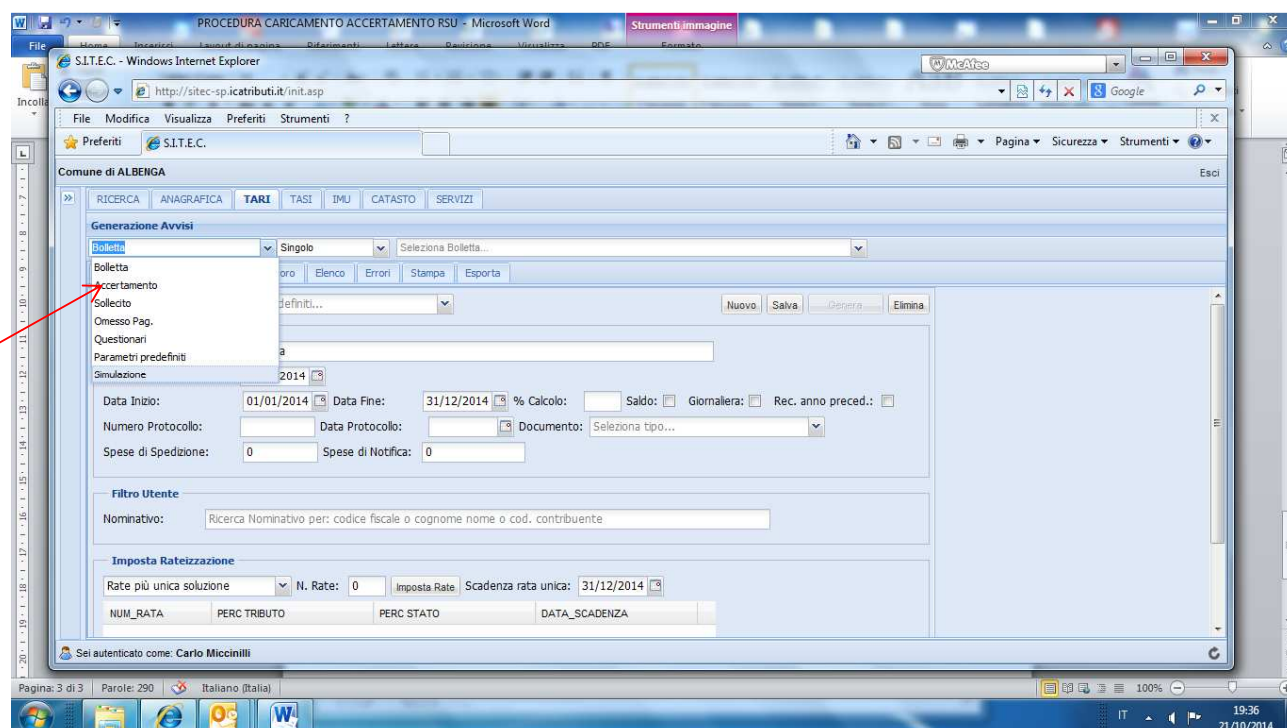 PROCEDURA CARICAMENTO ACCERTAMENTO RSU - Microsoft Word
Strumenti immagine
File Home Inserisci Layout di pagina Riferimenti Lettere Revisione Visualizza PDF Formato
Incolla
S.I.T.E.C. - Windows Internet Explorer
McAfee
http://sitec-sp.icatributi.it/init.asp
Google
File Modifica Visualizza Preferiti Strumenti ?
Preferiti S.I.T.E.C.
Pagina Sicurezza Strumenti
Comune di ALBENGA
Esci
RICERCA ANAGRAFICA TARI TASI IMU CATASTO SERVIZI
Generazione Avvisi
Bolletta Singolo Seleziona Bolletta...
Bolletta
oro Elenco Errori Stampa Esporta
Accertamento
Sollecito
definiti...
Nuovo Salva Genera Elimina
Omesso Pag.
Questionari
Parametri predefiniti
a
Simulazione
2014
Data Inizio: 01/01/2014 Data Fine: 31/12/2014 % Calcolo: Saldo: Giornaliera: Rec. anno preced.:
Numero Protocollo: Data Protocollo: Documento: Seleziona tipo...
Spese di Spedizione: 0 Spese di Notifica: 0
Filtro Utente
Nominativo: Ricerca Nominativo per: codice fiscale o cognome nome o cod. contribuente
Imposta Rateizzazione
Rate più unica soluzione N. Rate: 0 Imposta Rate Scadenza rata unica: 31/12/2014
NUM_RATA PERC TRIBUTO PERC STATO DATA_SCADENZA
Sei autenticato come: Carlo Miccinilli
Pagina: 3 di 3 Parole: 290 Italiano (Italia)
100%
IT
19:36
21/10/2014